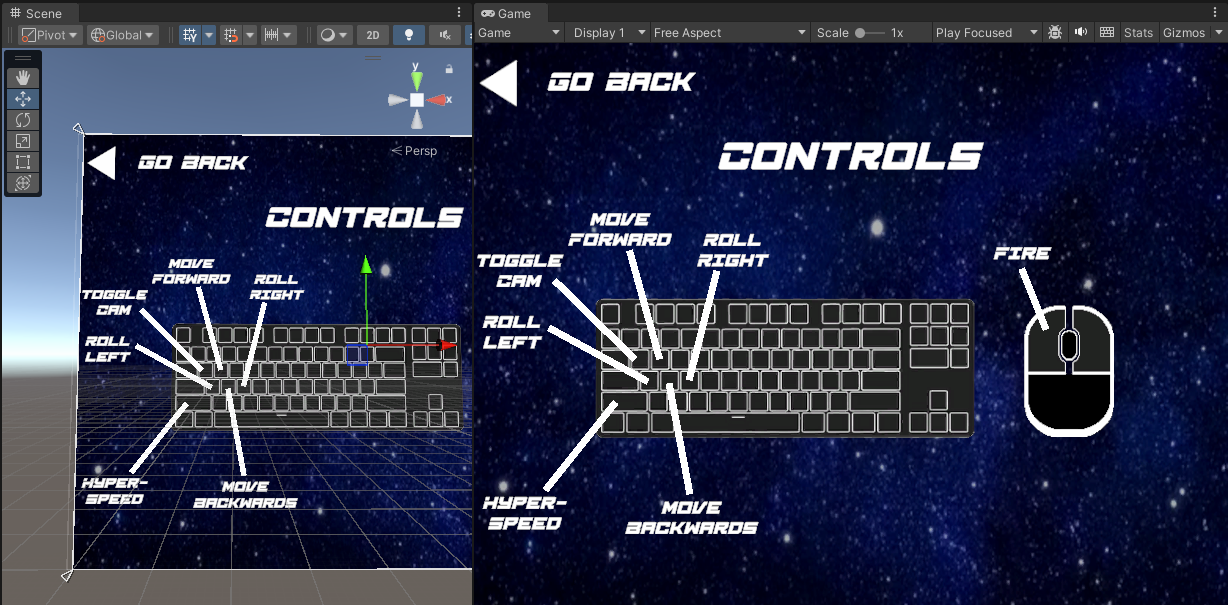 Scene
Pivot
Global
2D
y
x
Persp
GO BACK
CONTROLS
MOVE
FORWARD
ROLL
RIGHT
TOGGLE
CAM
ROLL
LEFT
HYPER-
SPEED
MOVE
BACKWARDS
Game
Game
Display 1
Free Aspect
Scale
1x
Play Focused
Stats
Gizmos
GO BACK
CONTROLS
MOVE
FORWARD
ROLL
RIGHT
TOGGLE
CAM
ROLL
LEFT
FIRE
HYPER-
SPEED
MOVE
BACKWARDS